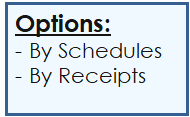 Options:
- By Schedules
- By Receipts